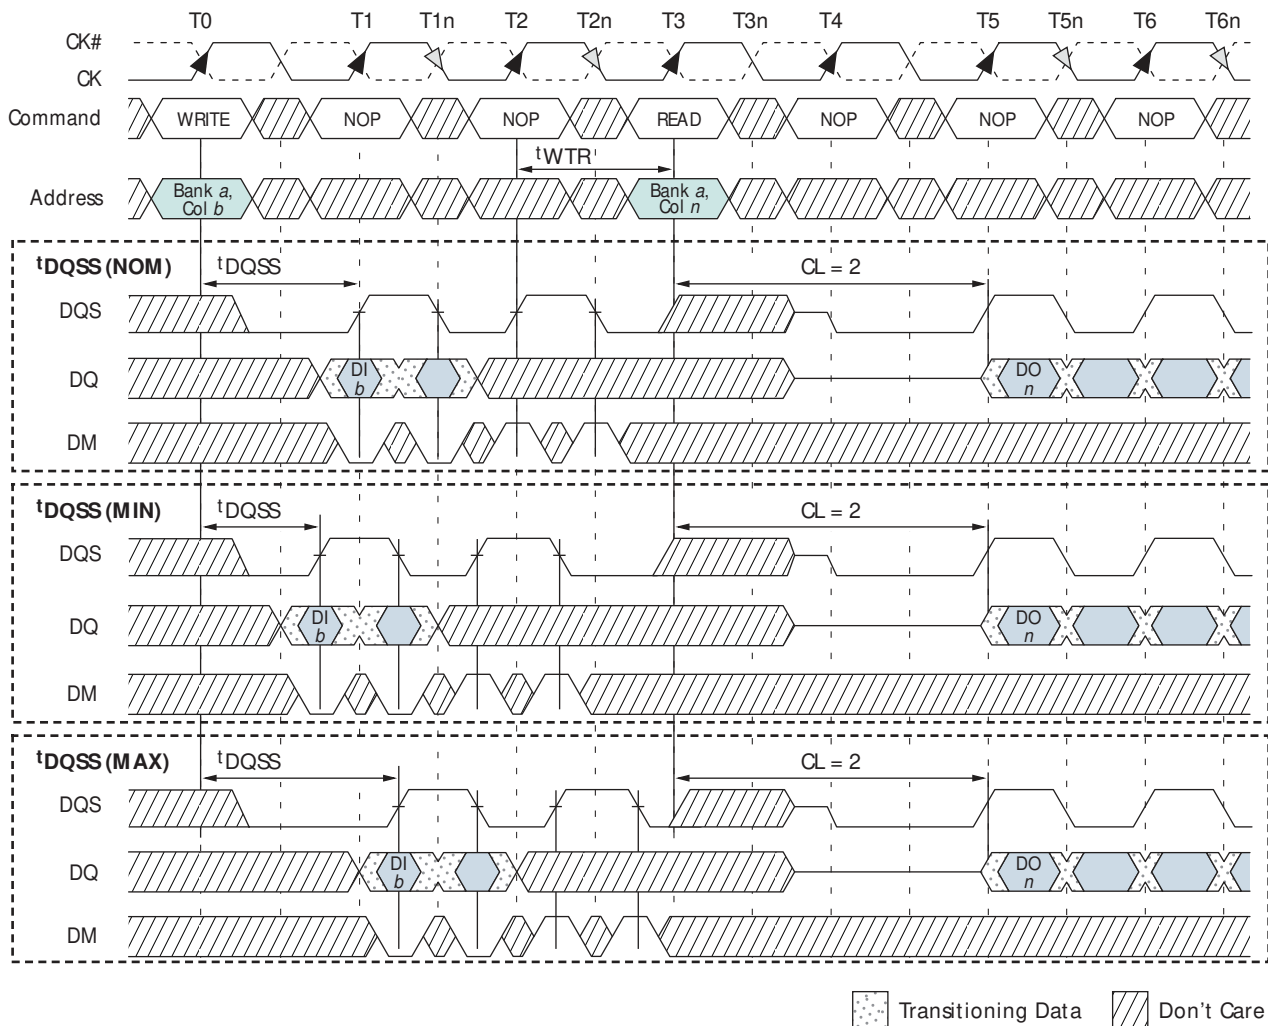 T0 T1 T1n T2 T2n T3 T3n T4 T5 T5n T6 T6n
CK#
CK
Command WRITE NOP NOP READ NOP NOP NOP
tWTR
Address Bank a, Col b Bank a, Col n
tDQSS (NOM) tDQSS CL = 2
DQS
DQ DI b DO n
DM
tDQSS (MIN) tDQSS CL = 2
DQS
DQ DI b DO n
DM
tDQSS (MAX) tDQSS CL = 2
DQS
DQ DI b DO n
DM
Transitioning Data Don't Care